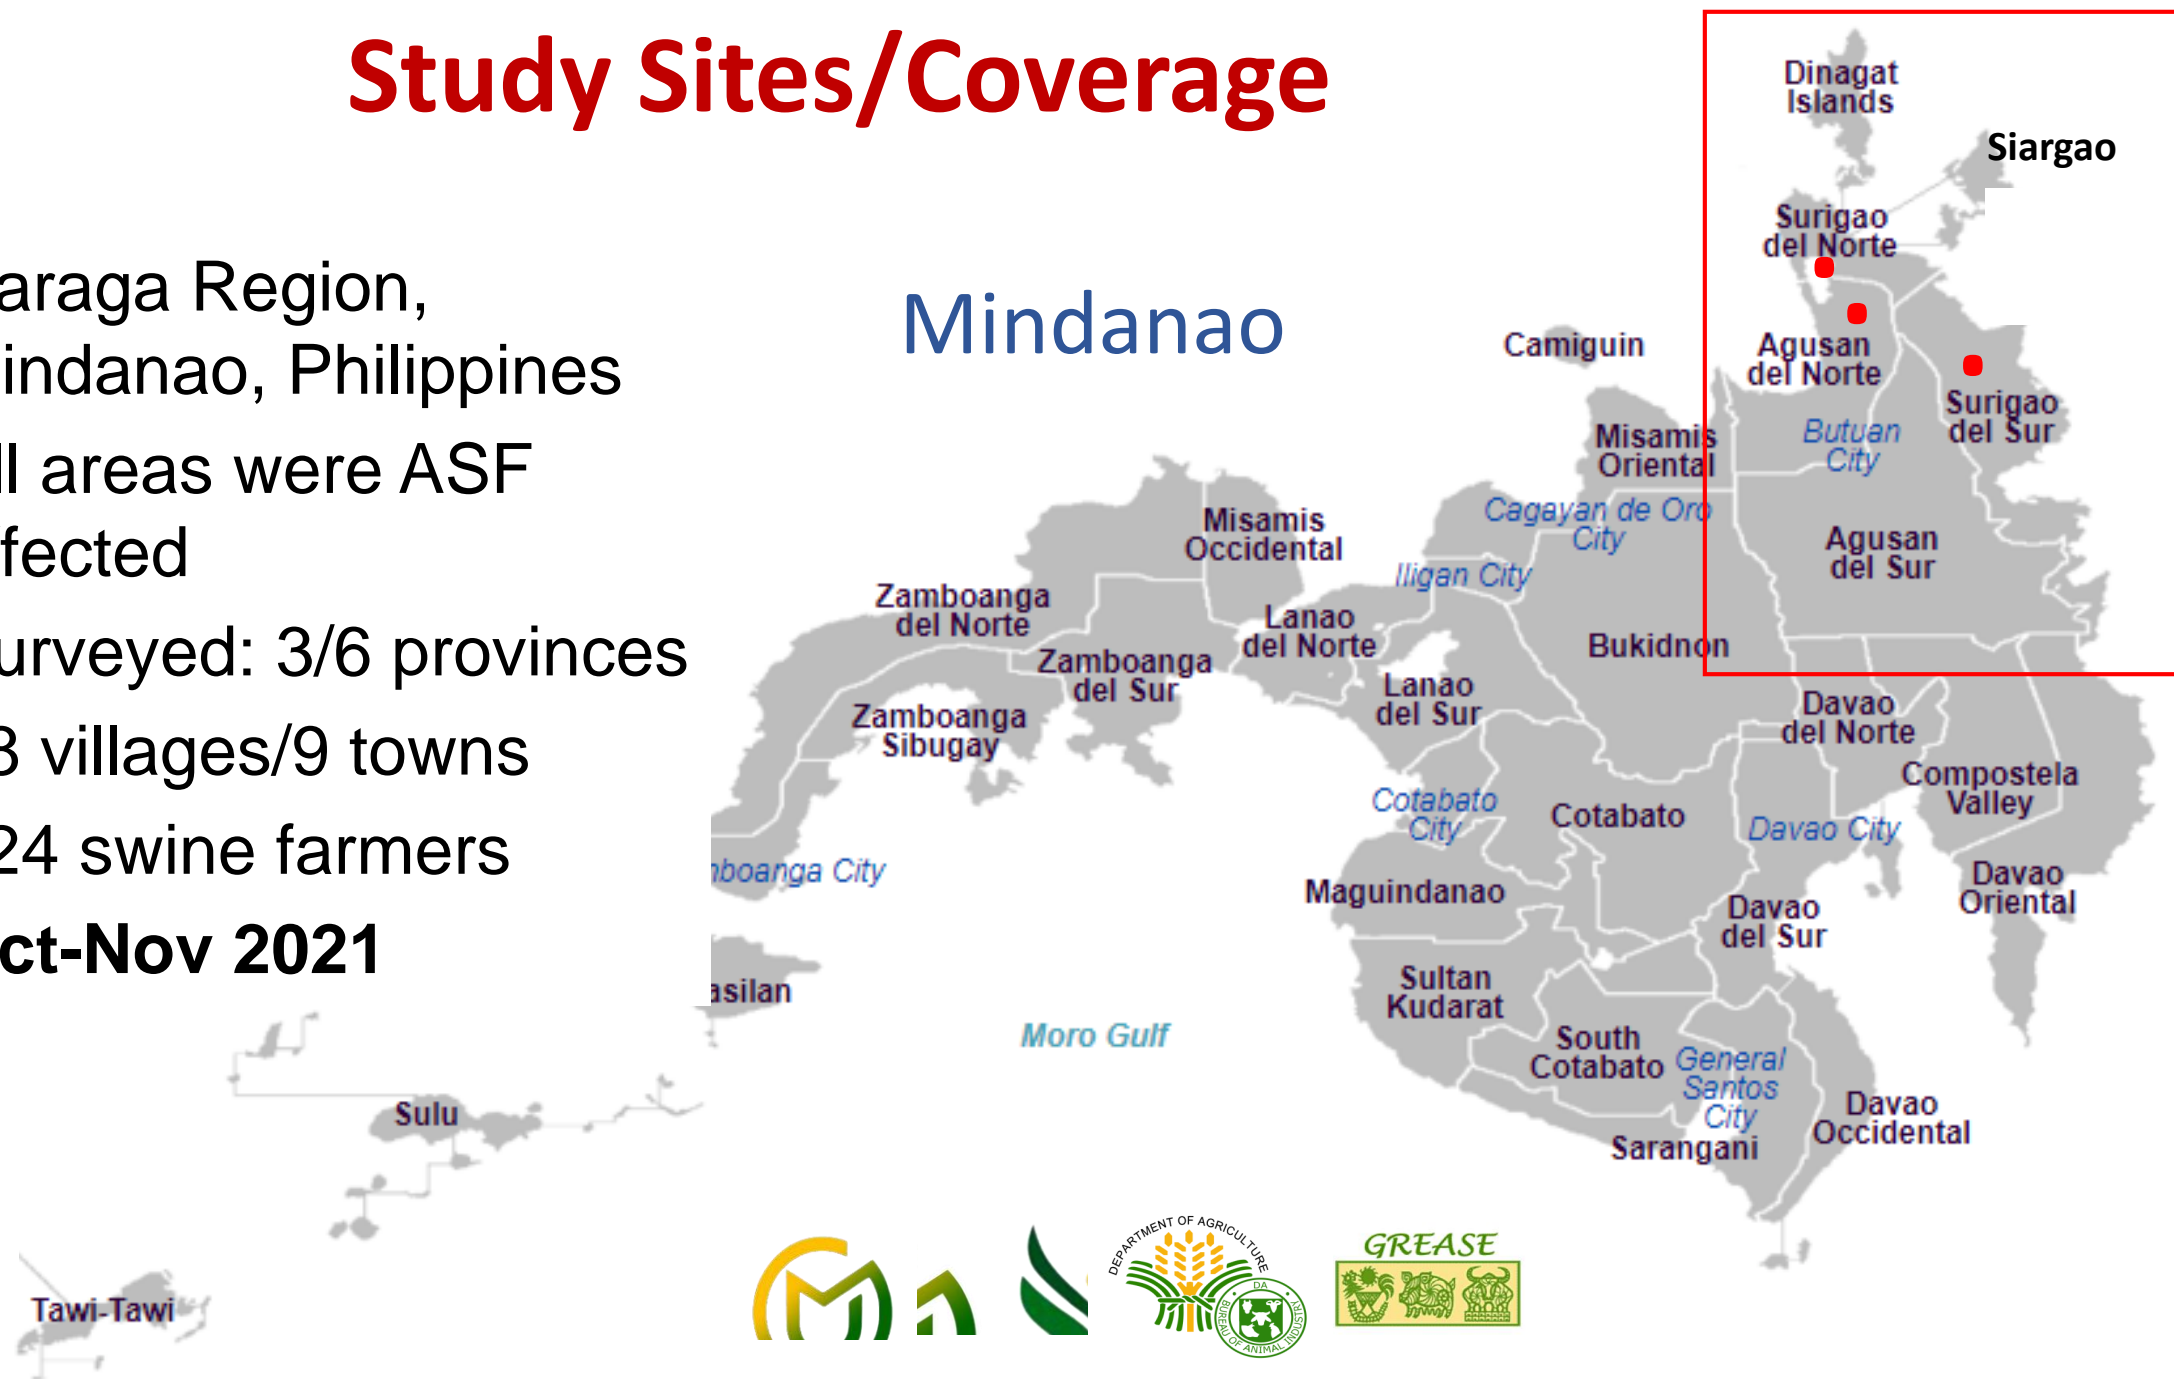 Study Sites/Coverage
araga Region,
indanao, Philippines
ll areas were ASF
fected
urveyed: 3/6 provinces
3 villages/9 towns
24 swine farmers
ct-Nov 2021
Mindanao
Dinagat
Islands
Siargao
Surigao
del Norte
Camiguin
Agusan
del Norte
Surigao
del Sur
Butuan
City
Misamis
Oriental
Cagayan de Oro
City
Misamis
Occidental
Iligan City
Agusan
del Sur
Zamboanga
del Norte
Lanao
del Norte
Bukidnon
Zamboanga
del Sur
Lanao
del Sur
Zamboanga
Sibugay
Davao
del Norte
Compostela
Valley
Cotabato
City
Cotabato
Davao City
mboanga City
Maguindanao
Davao
Oriental
Davao
del Sur
asilan
Sultan
Kudarat
Moro Gulf
South
Cotabato
General
Santos
City
Sulu
Davao
Occidental
Sarangani
Tawi-Tawi
DEPARTMENT OF AGRICULTURE
DA
BUREAU OF ANIMAL INDUSTRY
GREASE